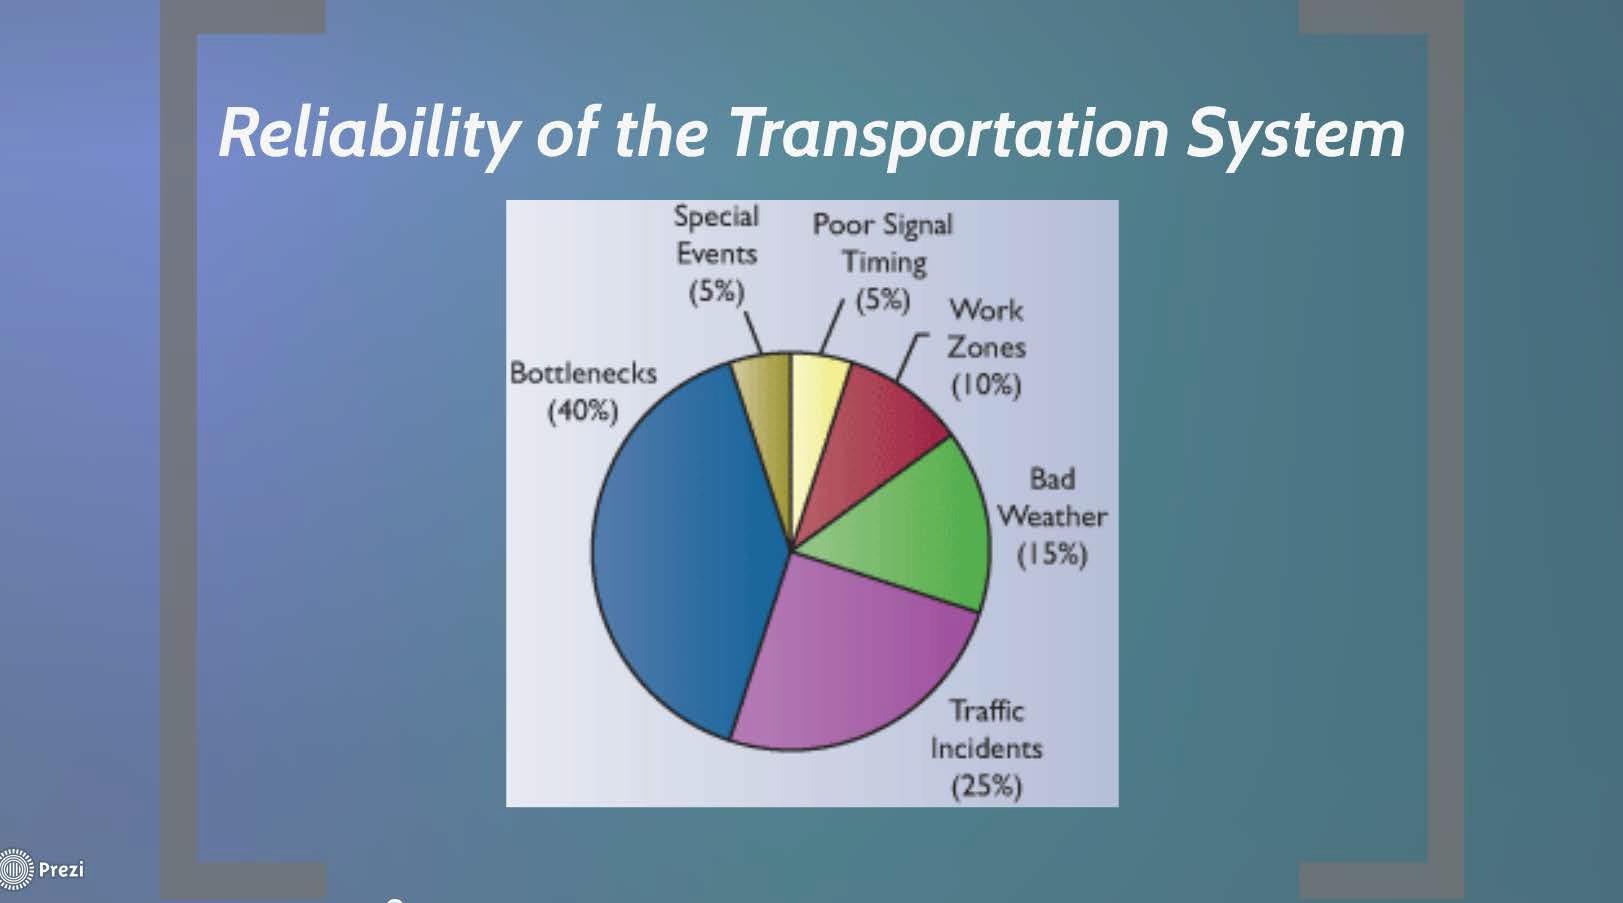 Reliability of the Transportation System
Special
Events
(5%)
Poor Signal
Timing
(5%)
Work
Zones
(10%)
Bottlenecks
(40%)
Bad
Weather
(15%)
Traffic
Incidents
(25%)
Prezi